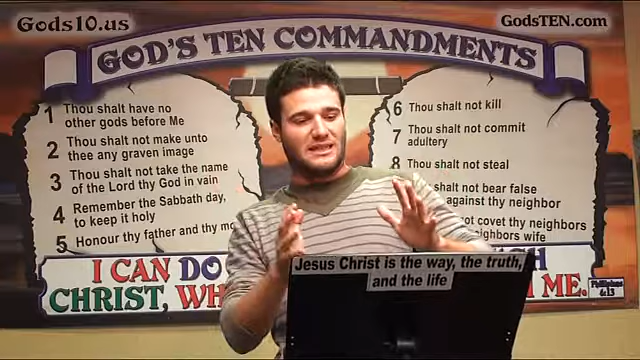 Gods10.us
GodsTEN.com
GOD'S TEN COMMANDMENTS
1 Thou shalt have no
other gods before Me
2 Thou shalt not make unto
thee any graven image
3 Thou shalt not take the name
of the Lord thy God in vain
4 Remember the Sabbath day,
to keep it holy
5 Honour thy father and thy mo
6 Thou shalt not kill
7 Thou shalt not commit
adultery
8 Thou shalt not steal
shalt not bear false
against thy neighbor
not covet thy neighbors
neighbors wife
I CAN DO
CHRIST, WH
H
ME.
Philippians
4:13
Jesus Christ is the way, the truth,
and the life